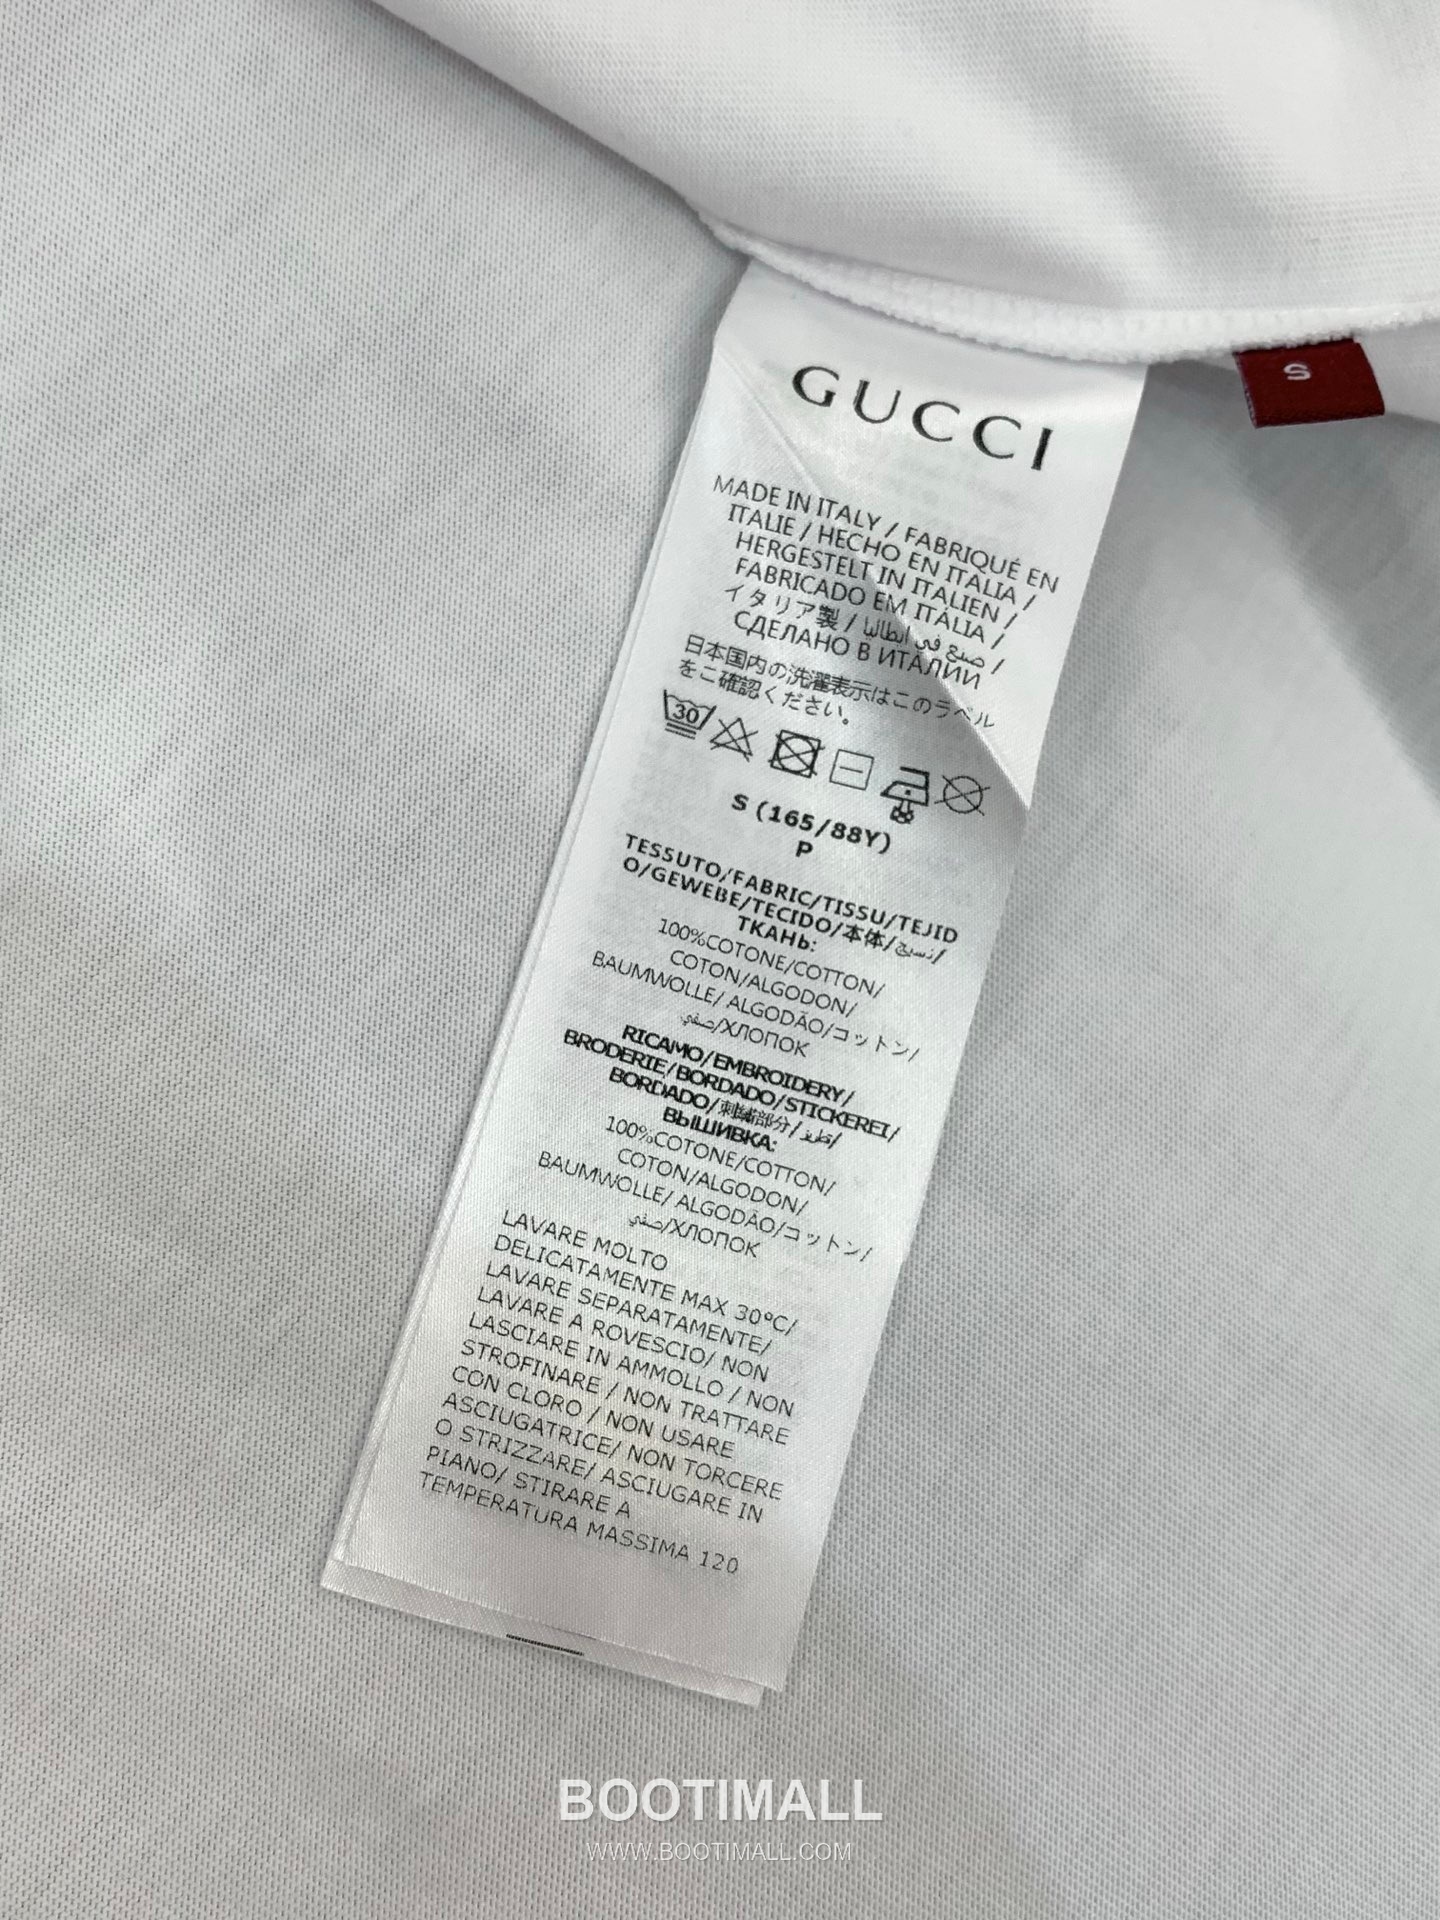 GUCCI
S
MADE IN ITALY / FABRIQUÉ EN
ITALIE / HECHO EN ITALIA /
HERGESTELT IN ITALIEN /
FABRICADO EM ITÁLIA /
イタリア製 / صنع في إيطاليا /
СДЕЛАНО В ИТАЛИИ
日本国内の洗濯表示はこのラベル
をご確認ください。
30
S (165/88Y)
P
TESSUTO/FABRIC/TISSU/TEJID
O/GEWEBE/TECIDO/本体/نسيج/
ТКАНЬ:
100%COTONE/COTTON/
COTON/ALGODON/
BAUMWOLLE/ ALGODÃO/コットン/
/ХЛОПОК
RICAMO/EMBROIDERY/
BRODERIE/BORDADO/STICKEREI/
BORDADO/刺繍部分/
ВЫШИВКА:
100%COTONE/COTTON/
COTON/ALGODON/
BAUMWOLLE/ ALGODÃO/コットン/
/ХЛОПОК
LAVARE MOLTO
DELICATAMENTE MAX 30°C/
LAVARE SEPARATAMENTE/
LAVARE A ROVESCIO/ NON
LASCIARE IN AMMOLLO / NON
STROFINARE / NON TRATTARE
CON CLORO / NON USARE
ASCIUGATRICE/ NON TORCERE
O STRIZZARE/ ASCIUGARE IN
PIANO/ STIRARE A
TEMPERATURA MASSIMA 120
BOOTIMALL
WWW.BOOTIMALL.COM